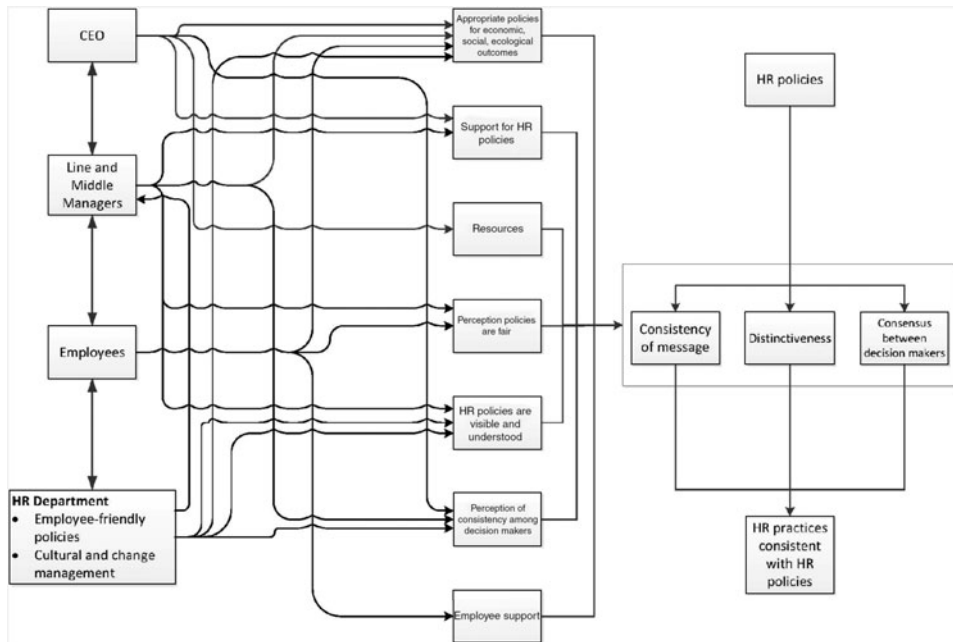 CEO
Line and
Middle
Managers
Employees
HR Department
• Employee-friendly
policies
• Cultural and change
management
Appropriate policies
for economic,
social, ecological
outcomes
Support for HR
policies
Resources
Perception policies
are fair
HR policies are
visible and
understood
Perception of
consistency among
decision makers
Employee support
HR policies
Consistency
of message
Distinctiveness
Consensus
between
decision makers
HR practices
consistent
with HR
policies